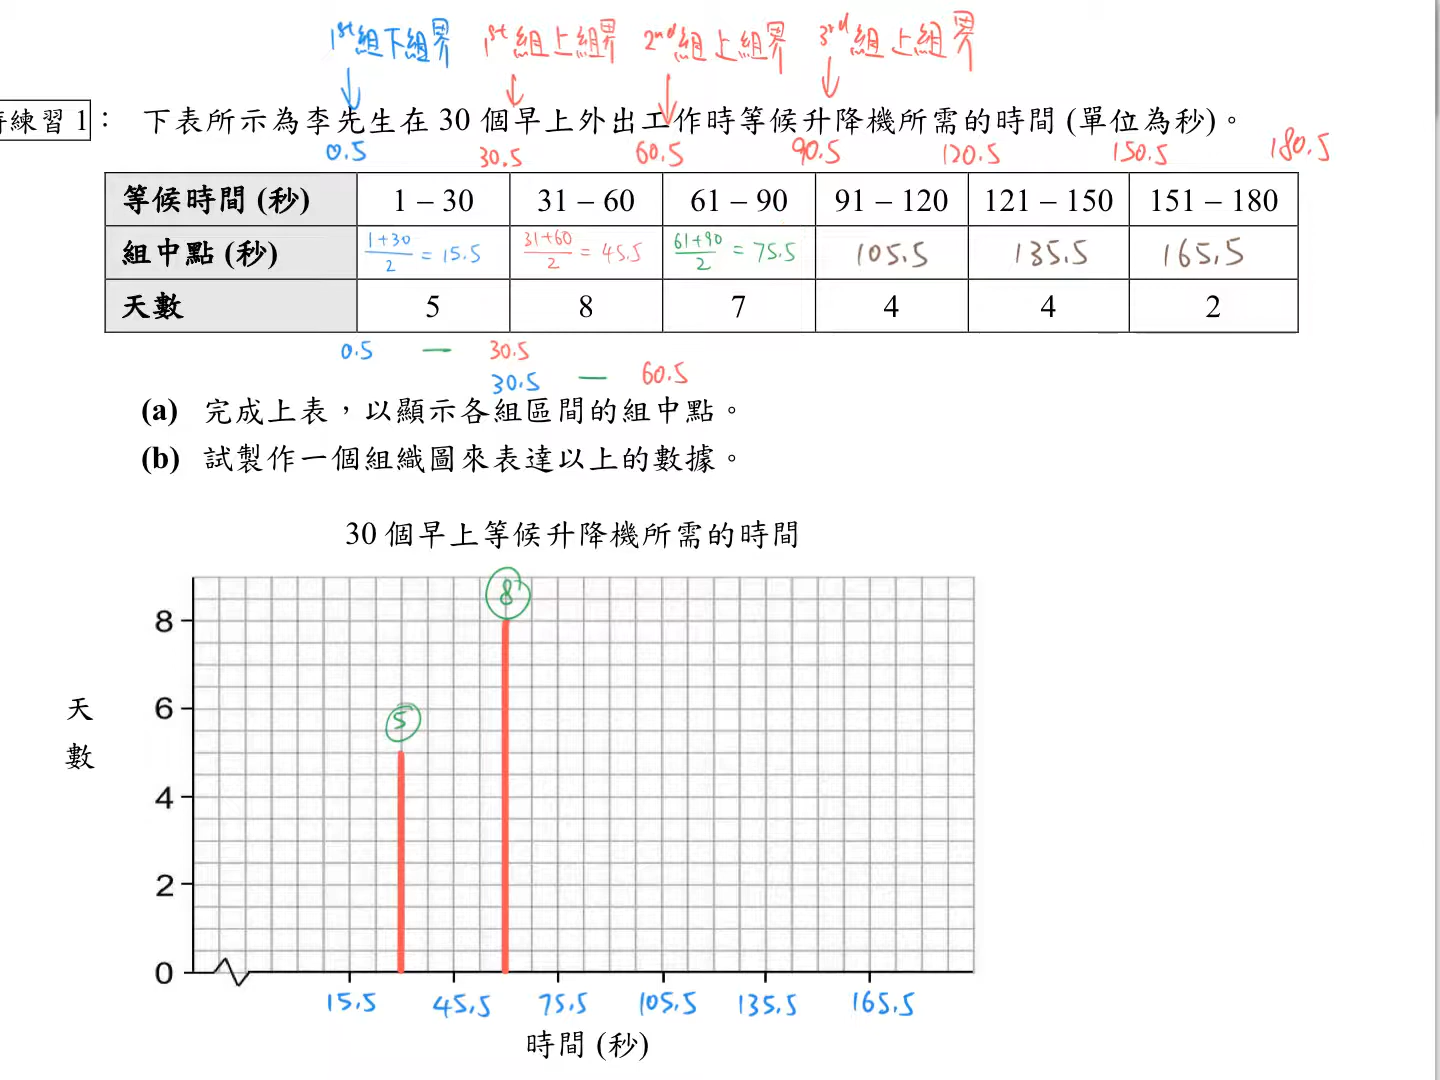 1st組下組界 1st組上組界 2nd組上組界 3rd組上組界
練習 1: 下表所示為李先生在 30 個早上外出工作時等候升降機所需的時間 (單位為秒)。
0.5 30.5 60.5 90.5 120.5 150.5 180.5
等候時間 (秒) 1 – 30 31 – 60 61 – 90 91 – 120 121 – 150 151 – 180
組中點 (秒) 1+30/2 = 15.5 31+60/2 = 45.5 61+90/2 = 75.5 105.5 135.5 165.5
天數 5 8 7 4 4 2
0.5 — 30.5
30.5 — 60.5
(a) 完成上表，以顯示各組區間的組中點。
(b) 試製作一個組織圖來表達以上的數據。
30 個早上等候升降機所需的時間
8
8
6
5
天
數
4
2
0
15.5 45.5 75.5 105.5 135.5 165.5
時間 (秒)